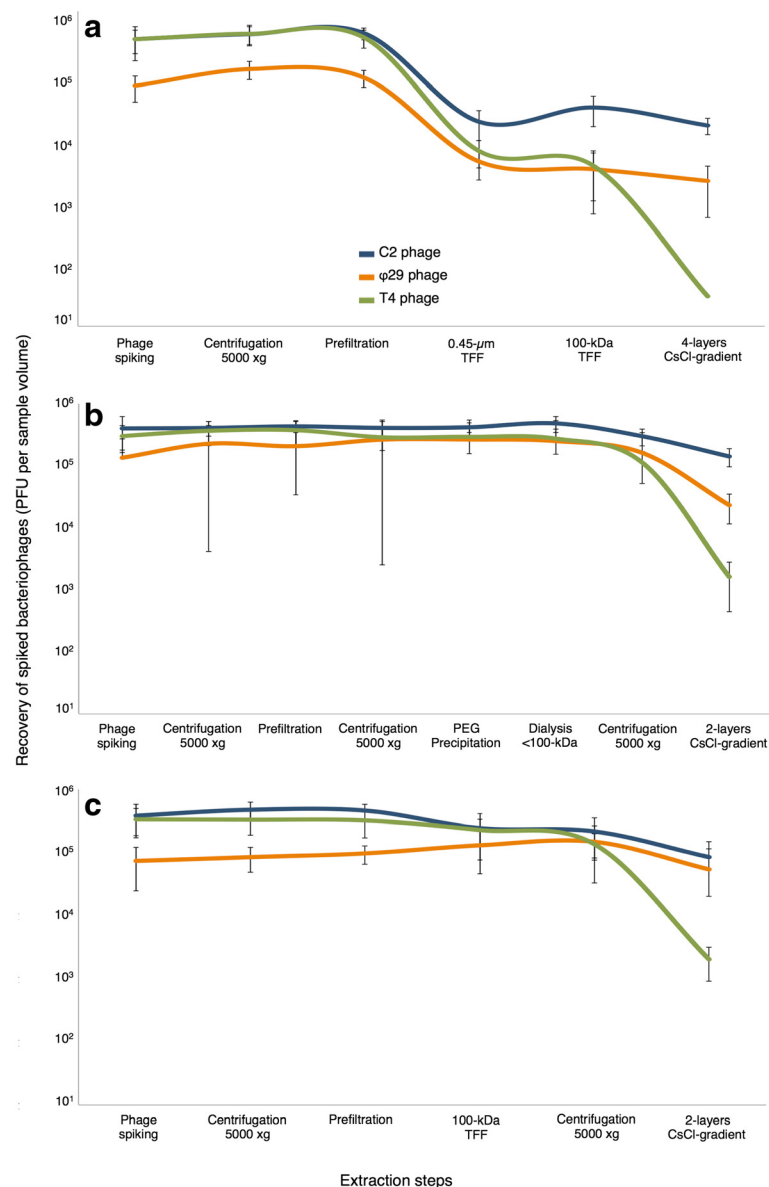 Recovery of spiked bacteriophages (PFU per sample volume)
a
10⁶
10⁵
10⁴
10³
10²
10¹
C2 phage
φ29 phage
T4 phage
Phage spiking
Centrifugation 5000 xg
Prefiltration
0.45-µm TFF
100-kDa TFF
4-layers CsCl-gradient
b
10⁶
10⁵
10⁴
10³
10²
10¹
Phage spiking
Centrifugation 5000 xg
Prefiltration
Centrifugation 5000 xg
PEG Precipitation
Dialysis <100-kDa
Centrifugation 5000 xg
2-layers CsCl-gradient
c
10⁶
10⁵
10⁴
10³
10²
10¹
Phage spiking
Centrifugation 5000 xg
Prefiltration
100-kDa TFF
Centrifugation 5000 xg
2-layers CsCl-gradient
Extraction steps